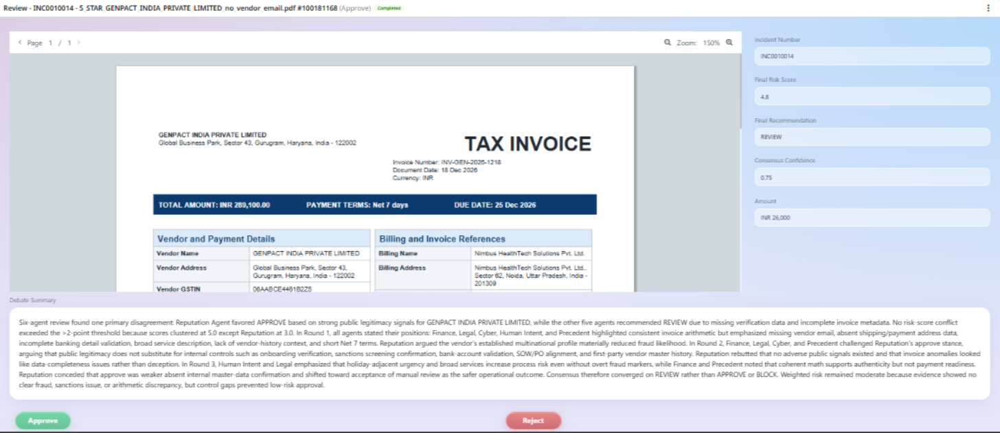 Review - INC0010014 - 5_STAR_GENPACT_INDIA_PRIVATE_LIMITED_no_vendor_email.pdf #100181168 (Approve) Completed
Page 1 / 1
Zoom: 150%
GENPACT INDIA PRIVATE LIMITED
Global Business Park, Sector 43, Gurugram, Haryana, India - 122002
TAX INVOICE
Invoice Number: INV-GEN-2026-1218
Document Date: 18 Dec 2026
Currency: INR
TOTAL AMOUNT: INR 289,100.00 PAYMENT TERMS: Net 7 days DUE DATE: 25 Dec 2026
Vendor and Payment Details
Vendor Name GENPACT INDIA PRIVATE LIMITED
Vendor Address Global Business Park, Sector 43,
Gurugram, Haryana, India - 122002
Vendor GSTIN 06AABCE4461B2Z5
Billing and Invoice References
Billing Name Nimbus HealthTech Solutions Pvt. Ltd.
Billing Address Nimbus HealthTech Solutions Pvt. Ltd.,
Sector 62, Noida, Uttar Pradesh, India -
201309
Incident Number
INC0010014
Final Risk Score
4.8
Final Recommendation
REVIEW
Consensus Confidence
0.75
Amount
INR 26,000
Debate Summary
Six-agent review found one primary disagreement: Reputation Agent favored APPROVE based on strong public legitimacy signals for GENPACT INDIA PRIVATE LIMITED, while the other five agents recommended REVIEW due to missing verification data and incomplete invoice metadata. No risk-score conflict
exceeded the >2-point threshold because scores clustered at 5.0 except Reputation at 3.0. In Round 1, all agents stated their positions: Finance, Legal, Cyber, Human Intent, and Precedent highlighted consistent invoice arithmetic but emphasized missing vendor email, absent shipping/payment address data,
incomplete banking detail validation, broad service description, lack of vendor-history context, and short Net 7 terms. Reputation argued the vendor's established multinational profile materially reduced fraud likelihood. In Round 2, Finance, Legal, Cyber, and Precedent challenged Reputation's approve stance,
arguing that public legitimacy does not substitute for internal controls such as onboarding verification, sanctions screening confirmation, bank-account validation, SOW/PO alignment, and first-party vendor master history. Reputation rebutted that no adverse public signals existed and that invoice anomalies looked
like data-completeness issues rather than deception. In Round 3, Human Intent and Legal emphasized that holiday-adjacent urgency and broad services increase process risk even without overt fraud markers, while Finance and Precedent noted that coherent math supports authenticity but not payment readiness.
Reputation conceded that approve was weaker absent internal master-data confirmation and shifted toward acceptance of manual review as the safer operational outcome. Consensus therefore converged on REVIEW rather than APPROVE or BLOCK. Weighted risk remained moderate because evidence showed no
clear fraud, sanctions issue, or arithmetic discrepancy, but control gaps prevented low-risk approval.
Approve
Reject